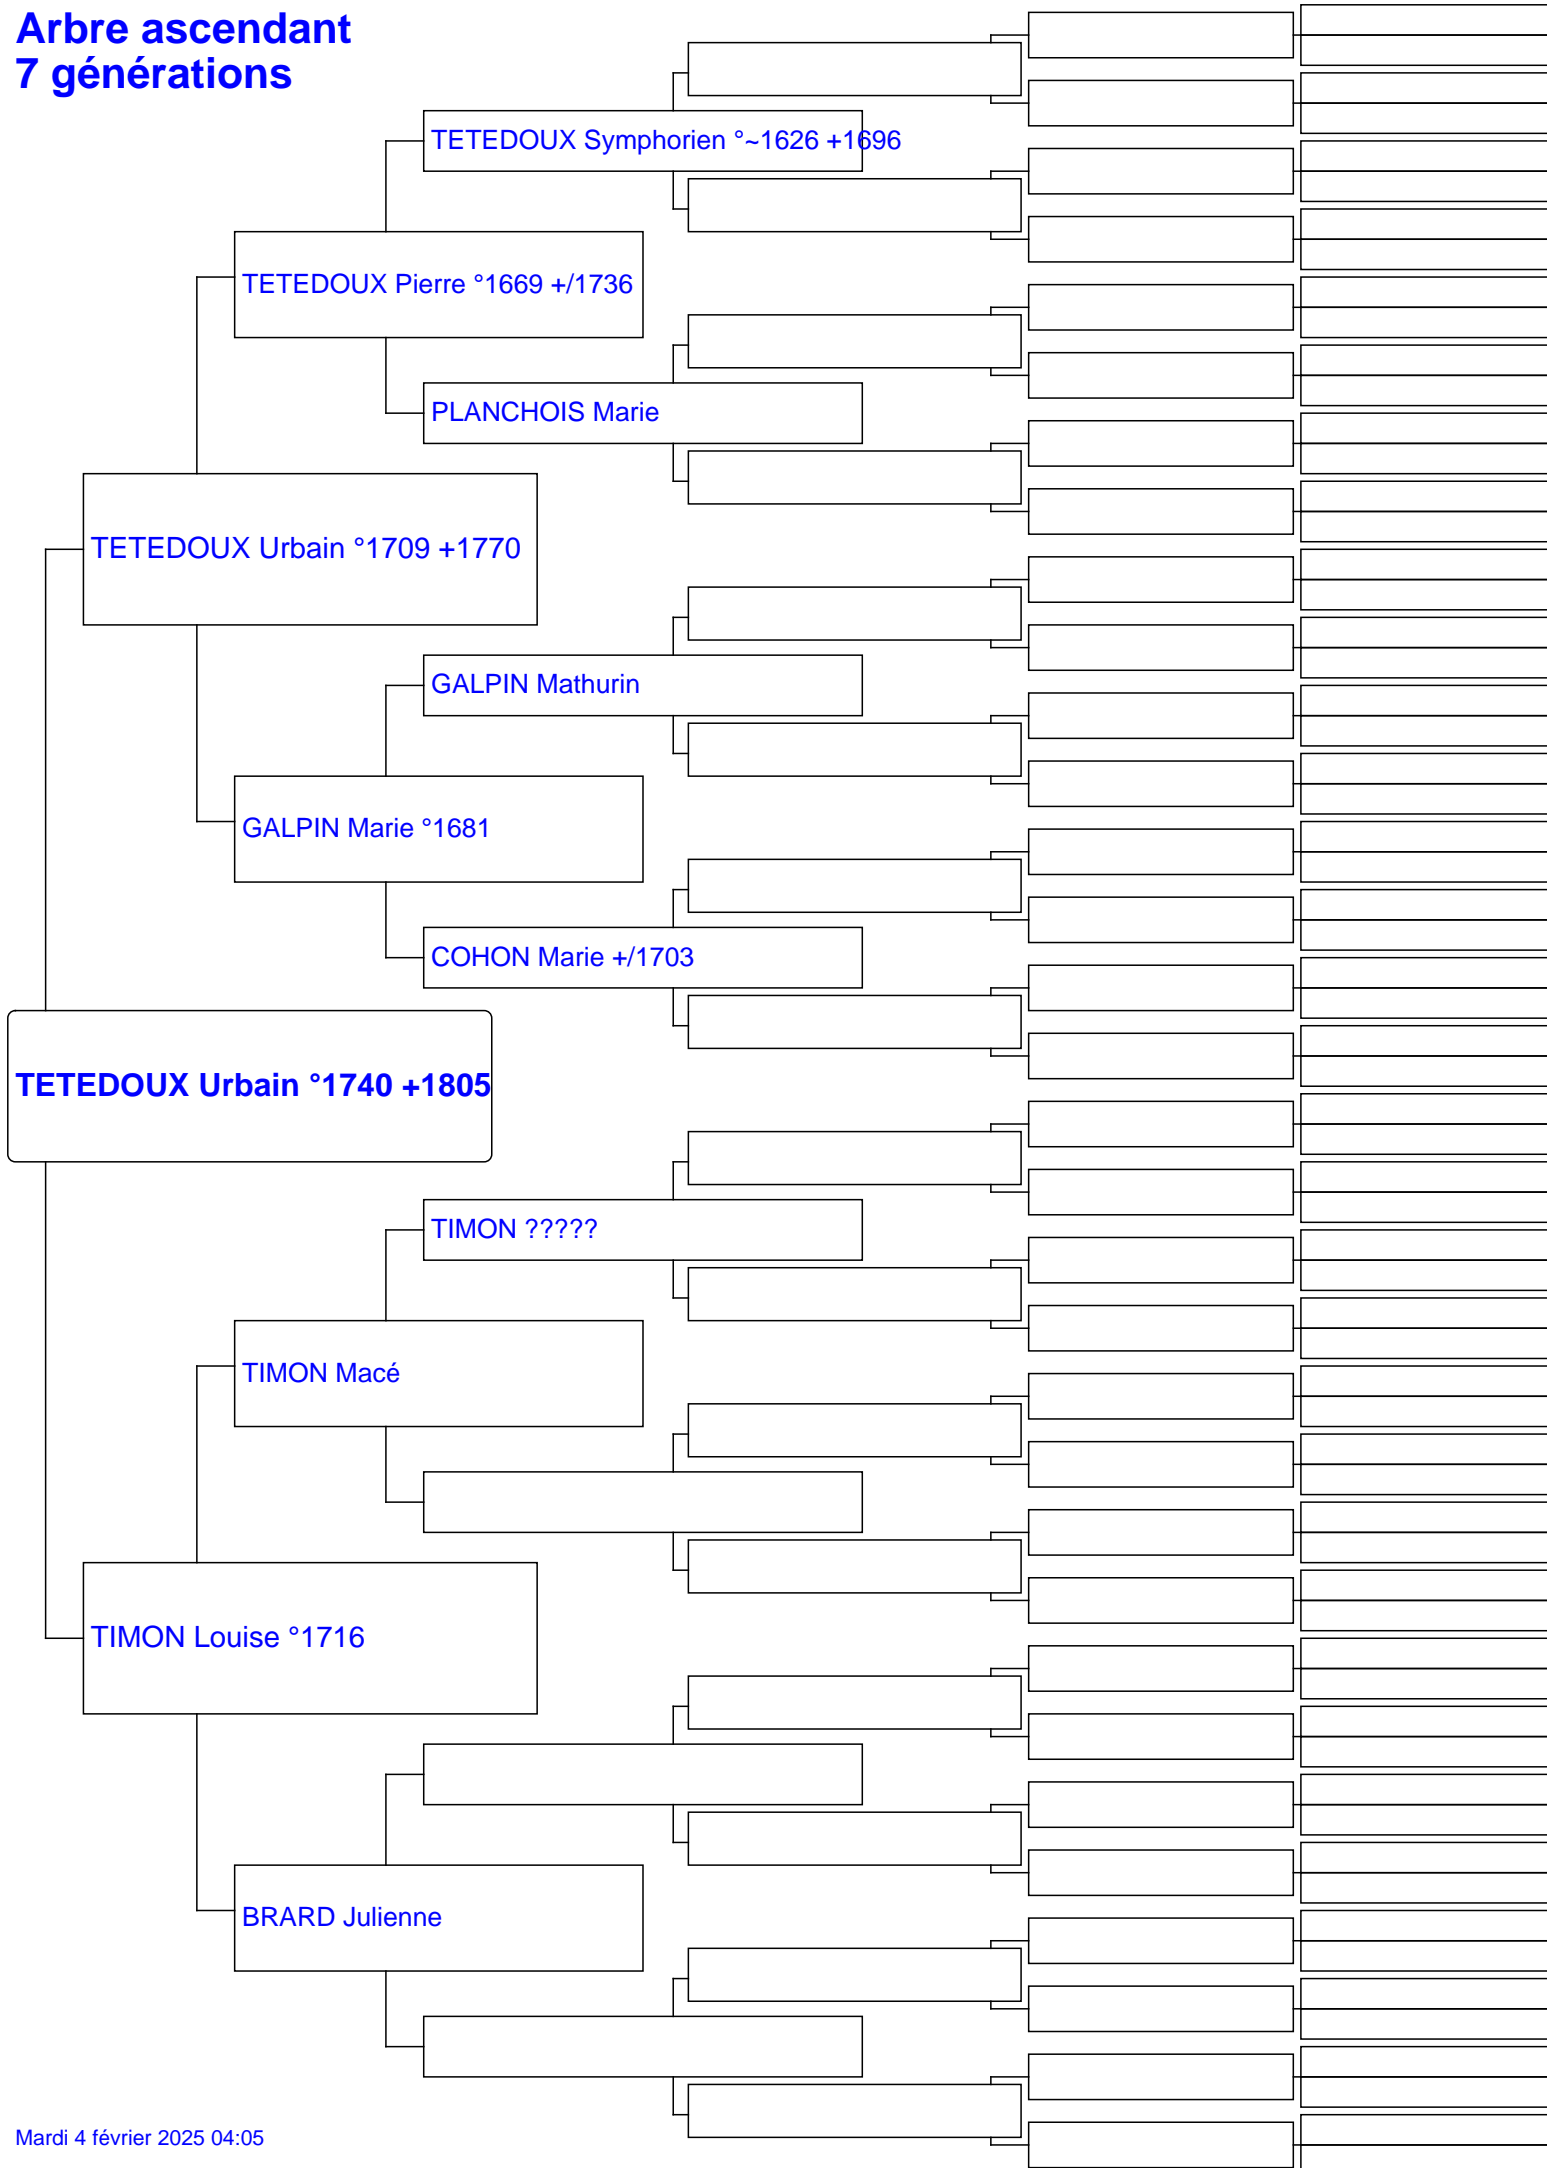 Arbre ascendant
7 générations
TETEDOUX Symphorien °~1626 +1696
TETEDOUX Pierre °1669 +/1736
PLANCHOIS Marie
TETEDOUX Urbain °1709 +1770
GALPIN Mathurin
GALPIN Marie °1681
COHON Marie +/1703
TETEDOUX Urbain °1740 +1805
TIMON ?????
TIMON Macé
TIMON Louise °1716
BRARD Julienne
Mardi 4 février 2025 04:05